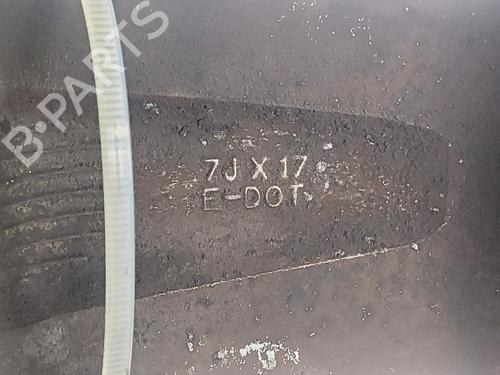 B-PARTS
7J X 17
E-DOT